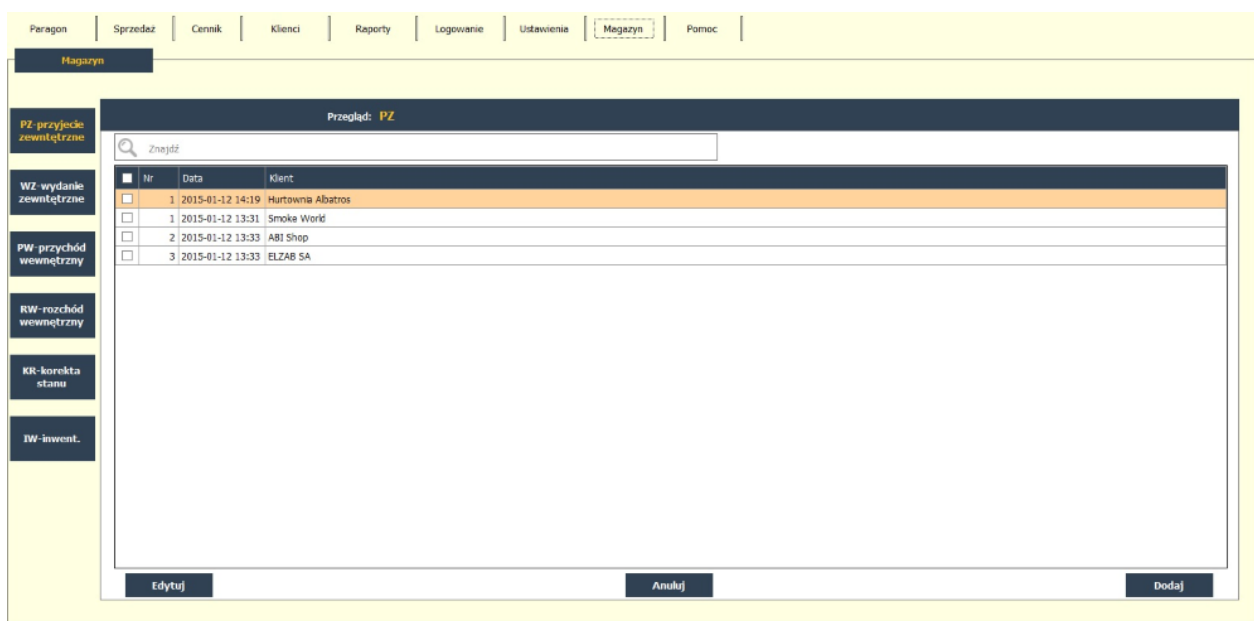 Paragon Sprzedaż Cennik Klienci Raporty Logowanie Ustawienia Magazyn Pomoc
Magazyn
PZ-przyjecie
zewntętrzne
WZ-wydanie
zewntętrzne
PW-przychód
wewnętrzny
RW-rozchód
wewnętrzny
KR-korekta
stanu
IW-inwent.
Przegląd: PZ
Znajdź
Nr Data Klient
1 2015-01-12 14:19 Hurtownia Albatros
1 2015-01-12 13:31 Smoke World
2 2015-01-12 13:33 ABI Shop
3 2015-01-12 13:33 ELZAB SA
Edytuj Anuluj Dodaj